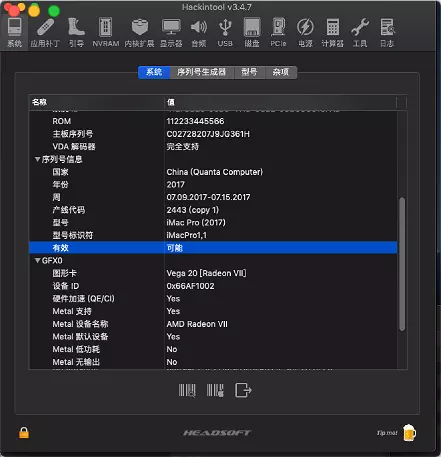 Hackintool v3.4.7
系统 应用补丁 引导 NVRAM 内核扩展 显示器 音频 USB 磁盘 PCIe 电源 计算器 工具 日志
系统 序列号生成器 型号 杂项
名称 值
ROM 112233445566
主板序列号 C02728207J9JG361H
VDA 解码器 完全支持
序列号信息
国家 China (Quanta Computer)
年份 2017
周 07.09.2017-07.15.2017
产线代码 2443 (copy 1)
型号 iMac Pro (2017)
型号标识符 iMacPro1,1
有效 可能
GFX0
图形卡 Vega 20 [Radeon VII]
设备 ID 0x66AF1002
硬件加速 (QE/CI) Yes
Metal 支持 Yes
Metal 设备名称 AMD Radeon VII
Metal 默认设备 Yes
Metal 低功耗 No
Metal 无输出 No
HEADSOFT
Tip me!